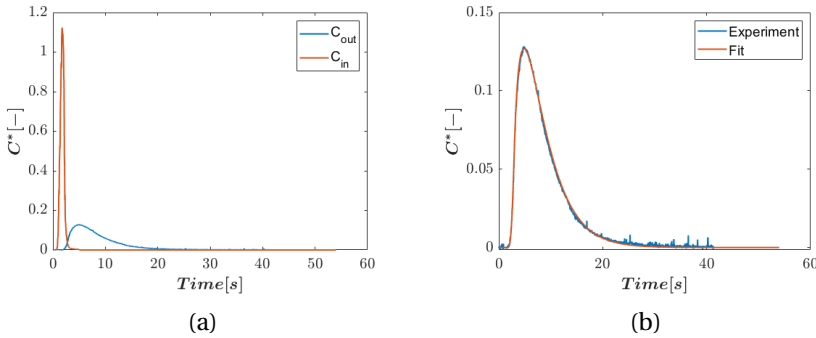 1.2
1
0.8
0.6
0.4
0.2
0
C*[−]
0 10 20 30 40 50 60
Time[s]
C_out
C_in
(a)
0.15
0.1
0.05
0
C*[−]
0 20 40 60
Time[s]
Experiment
Fit
(b)